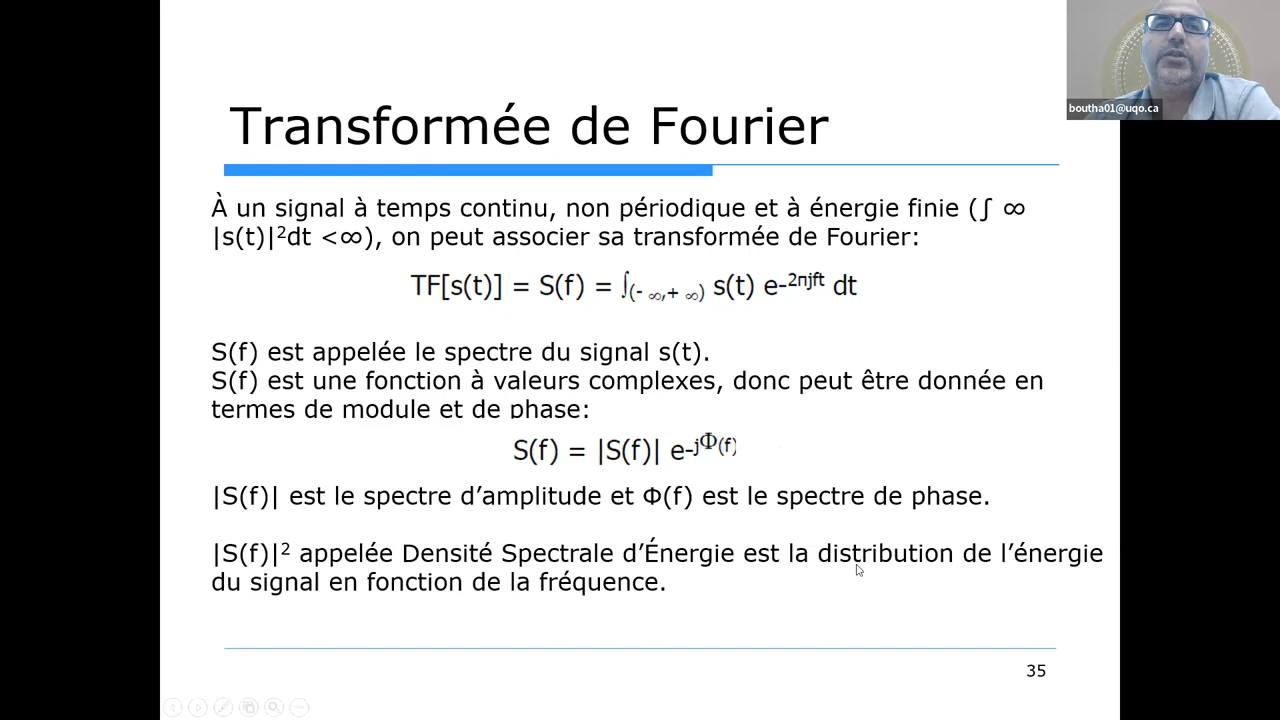 boutha01@uqo.ca
Transformée de Fourier
À un signal à temps continu, non périodique et à énergie finie (∫ ∞
|s(t)|²dt <∞), on peut associer sa transformée de Fourier:
TF[s(t)] = S(f) = ∫(- ∞,+ ∞) s(t) e-²ᴨʲᶠᵗ dt
S(f) est appelée le spectre du signal s(t).
S(f) est une fonction à valeurs complexes, donc peut être donnée en
termes de module et de phase:
S(f) = |S(f)| e-jΦ(f)
|S(f)| est le spectre d’amplitude et Φ(f) est le spectre de phase.
|S(f)|² appelée Densité Spectrale d’Énergie est la distribution de l’énergie
du signal en fonction de la fréquence.
35